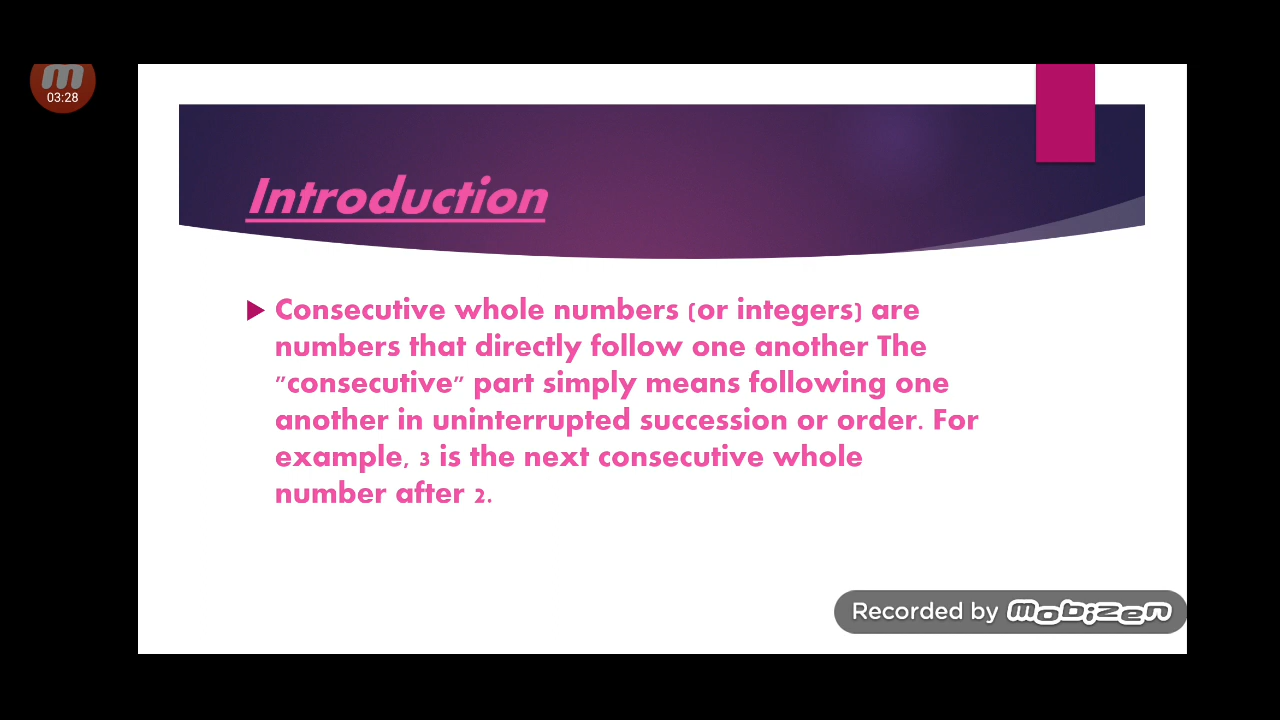 m
03:28
Introduction
Consecutive whole numbers (or integers) are
numbers that directly follow one another The
"consecutive" part simply means following one
another in uninterrupted succession or order. For
example, 3 is the next consecutive whole
number after 2.
Recorded by mobizen